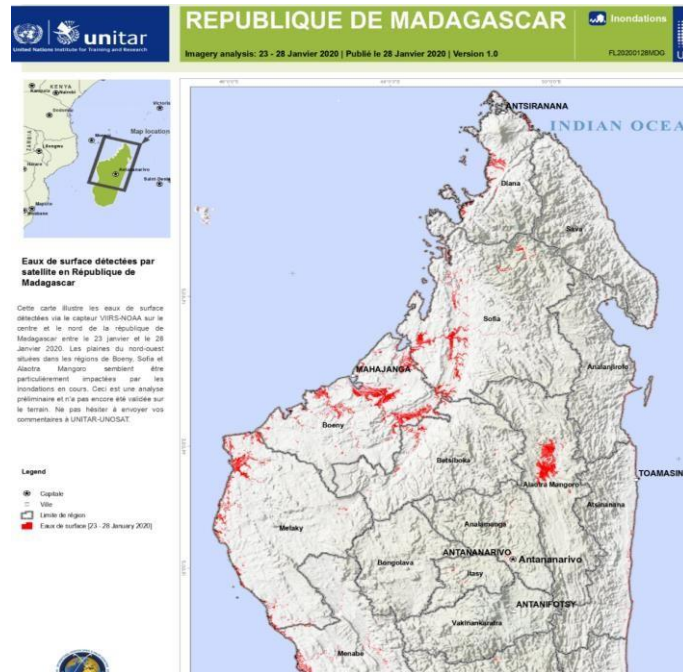 unitar
United Nations Institute for Training and Research
REPUBLIQUE DE MADAGASCAR
Imagery analysis: 23 - 28 Janvier 2020 | Publié le 28 Janvier 2020 | Version 1.0
Inondations
FL20200128MDG
KENYA
Map location
Eaux de surface détectées par
satellite en République de
Madagascar
Cette carte illustre les eaux de surface
détectées via le capteur VIIRS-NOAA sur le
centre et le nord de la république de
Madagascar entre le 23 janvier et le 28
Janvier 2020. Les plaines du nord-ouest
situées dans les régions de Boeny, Sofia et
Alaotra Mangoro semblent être
particulièrement impactées par les
inondations en cours. Ceci est une analyse
préliminaire et n'a pas encore été validée sur
le terrain. Ne pas hésiter à envoyer vos
commentaires à UNITAR-UNOSAT.
Legend
Capitale
Ville
Limite de région
Eaux de surface [23 - 28 January 2020]
ANTSIRANANA
INDIAN OCEA
Diana
Sava
Sofia
Analanjirofo
MAHAJANGA
Boeny
Betsiboka
Alaotra Mangoro
TOAMASIN
Atsinanana
Melaky
Analamanga
ANTANANARIVO
Antananarivo
Bongolava
Itasy
ANTANIFOTSY
Vakinankaratra
Menabe